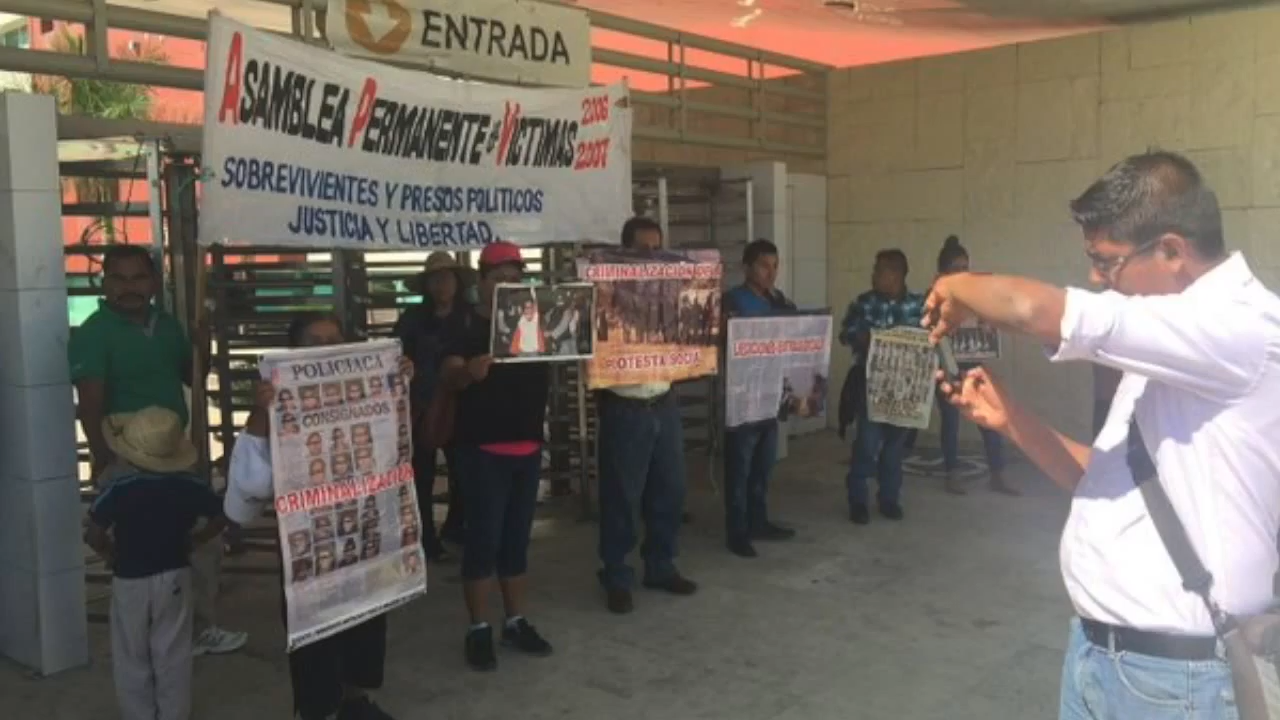 ENTRADA
ASAMBLEA PERMANENTE de VICTIMAS 2006
2007
SOBREVIVIENTES Y PRESOS POLITICOS
JUSTICIA Y LIBERTAD.
POLICIACA
CONSIGNADOS
CRIMINALIZACION
CRIMINALIZACION DE LA
PROTESTA SOCIAL